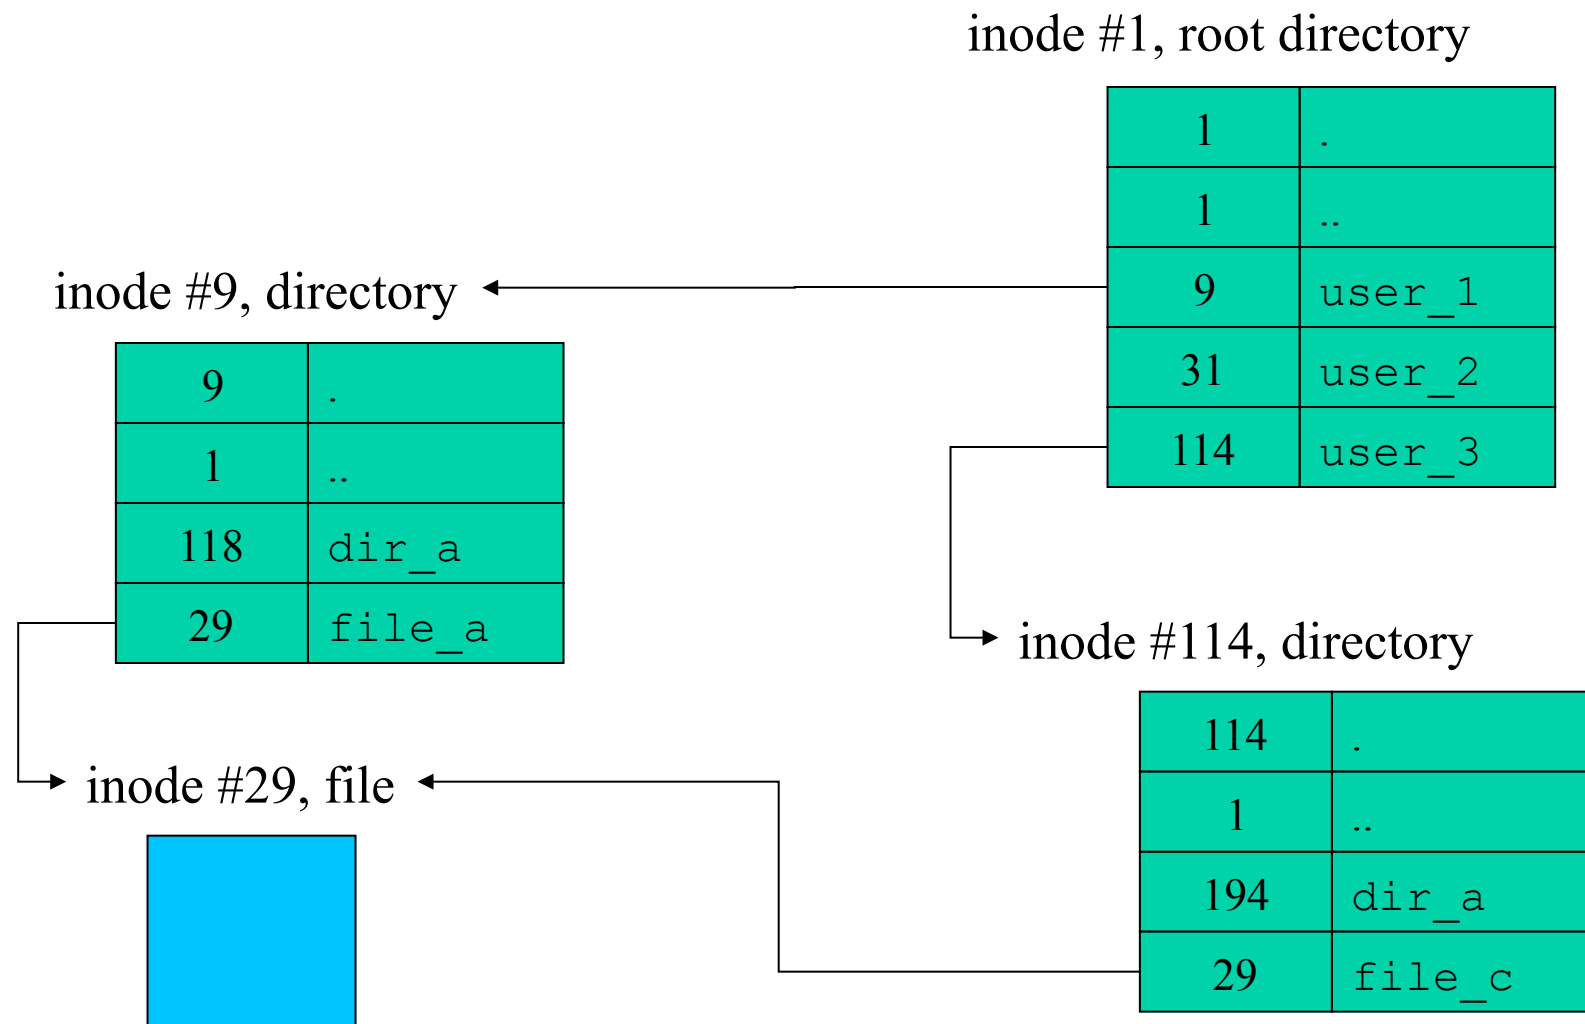 inode #1, root directory
1 .
1 ..
9 user_1
31 user_2
114 user_3
inode #9, directory
9 .
1 ..
118 dir_a
29 file_a
inode #114, directory
114 .
1 ..
194 dir_a
29 file_c
inode #29, file